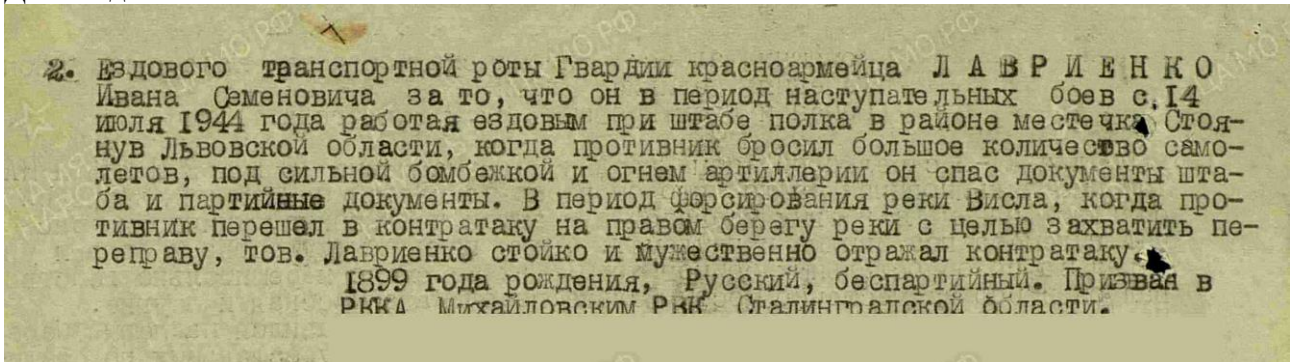 2. Ездового транспортной роты Гвардии красноармейца Л А В Р И Е Н К О
Ивана Семеновича за то, что он в период наступательных боев с 14
июля 1944 года работая ездовым при штабе полка в районе местечка Стоя-
нув Львовской области, когда противник бросил большое количество само-
летов, под сильной бомбежкой и огнем артиллерии он спас документы шта-
ба и партийные документы. В период форсирования реки Висла, когда про-
тивник перешел в контратаку на правом берегу реки с целью захватить пе-
реправу, тов. Лавриенко стойко и мужественно отражал контратаку.
1899 года рождения, Русский, беспартийный. Призван в
РККА Михайловским РВК Сталинградской области.